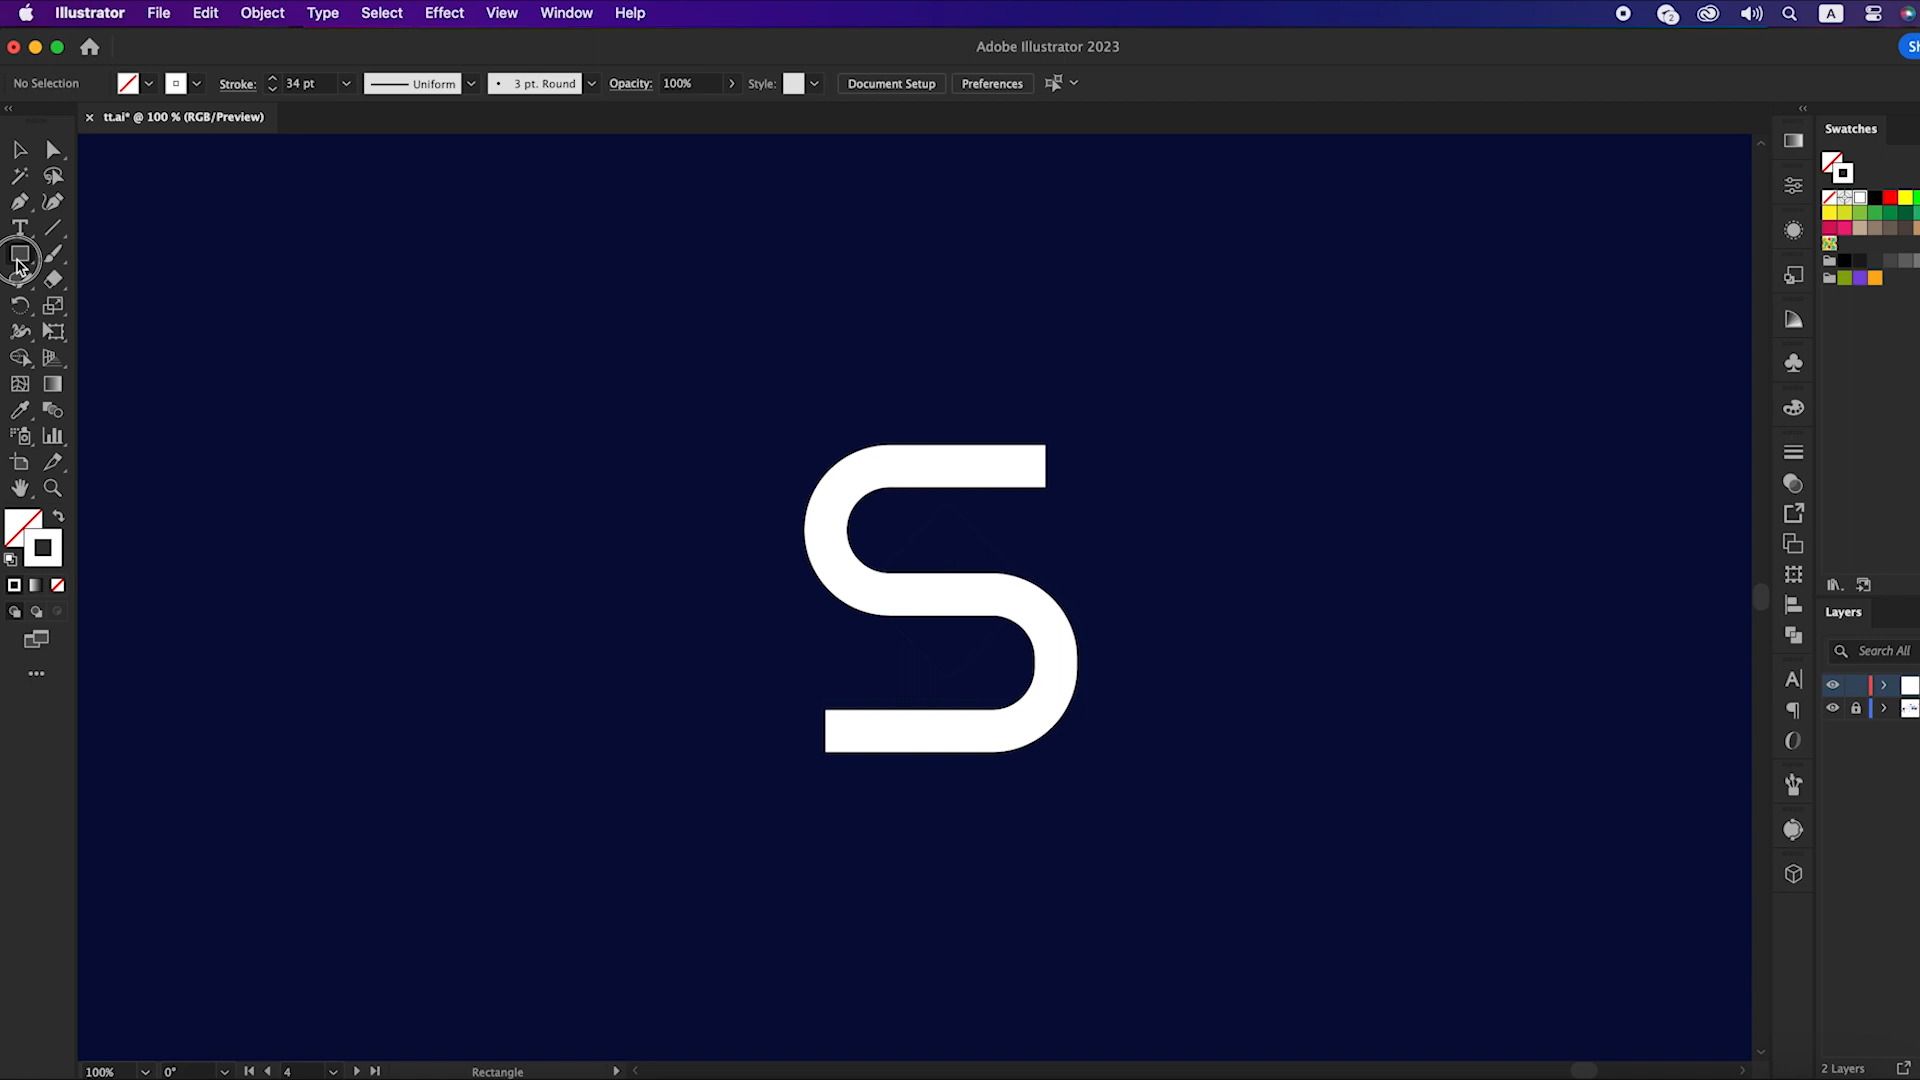 Illustrator File Edit Object Type Select Effect View Window Help 2 A
Adobe Illustrator 2023
No Selection Stroke: 34 pt Uniform 3 pt. Round Opacity: 100% Style: Document Setup Preferences
tt.ai* @ 100 % (RGB/Preview)
Swatches
S
Layers
Search All
100% 0° 4 Rectangle
2 Layers